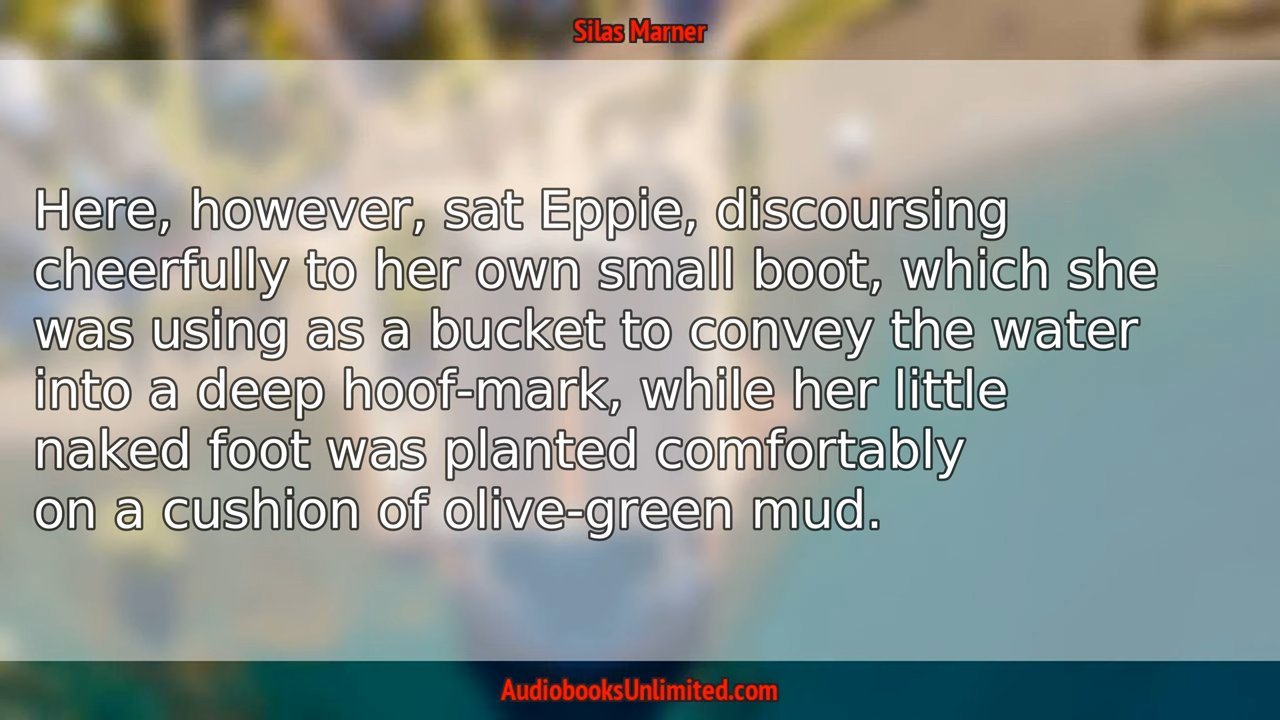 Silas Marner
Here, however, sat Eppie, discoursing
cheerfully to her own small boot, which she
was using as a bucket to convey the water
into a deep hoof-mark, while her little
naked foot was planted comfortably
on a cushion of olive-green mud.
AudiobooksUnlimited.com